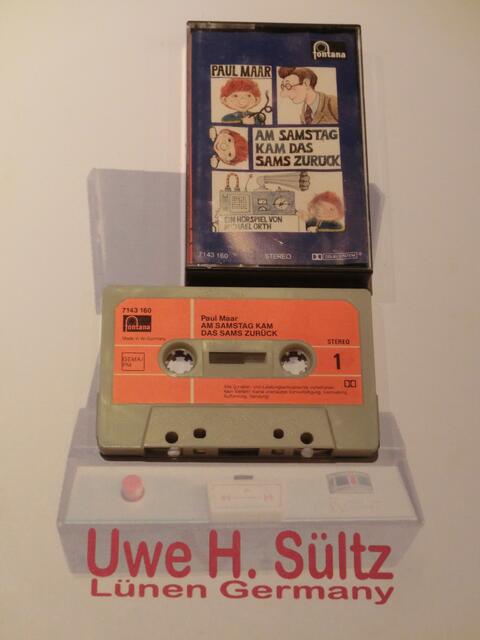 fontana
PAUL MAAR
AM SAMSTAG
KAM DAS
SAMS ZURÜCK
EIN HÖRSPIEL VON
MICHAEL ORTH
7143 160
STEREO
DOLBY SYSTEM
7143 160
fontana
Made in W.-Germany
Paul Maar
AM SAMSTAG KAM
DAS SAMS ZURÜCK
STEREO
GEMA/
1
Uwe H. Sültz
Lünen Germany